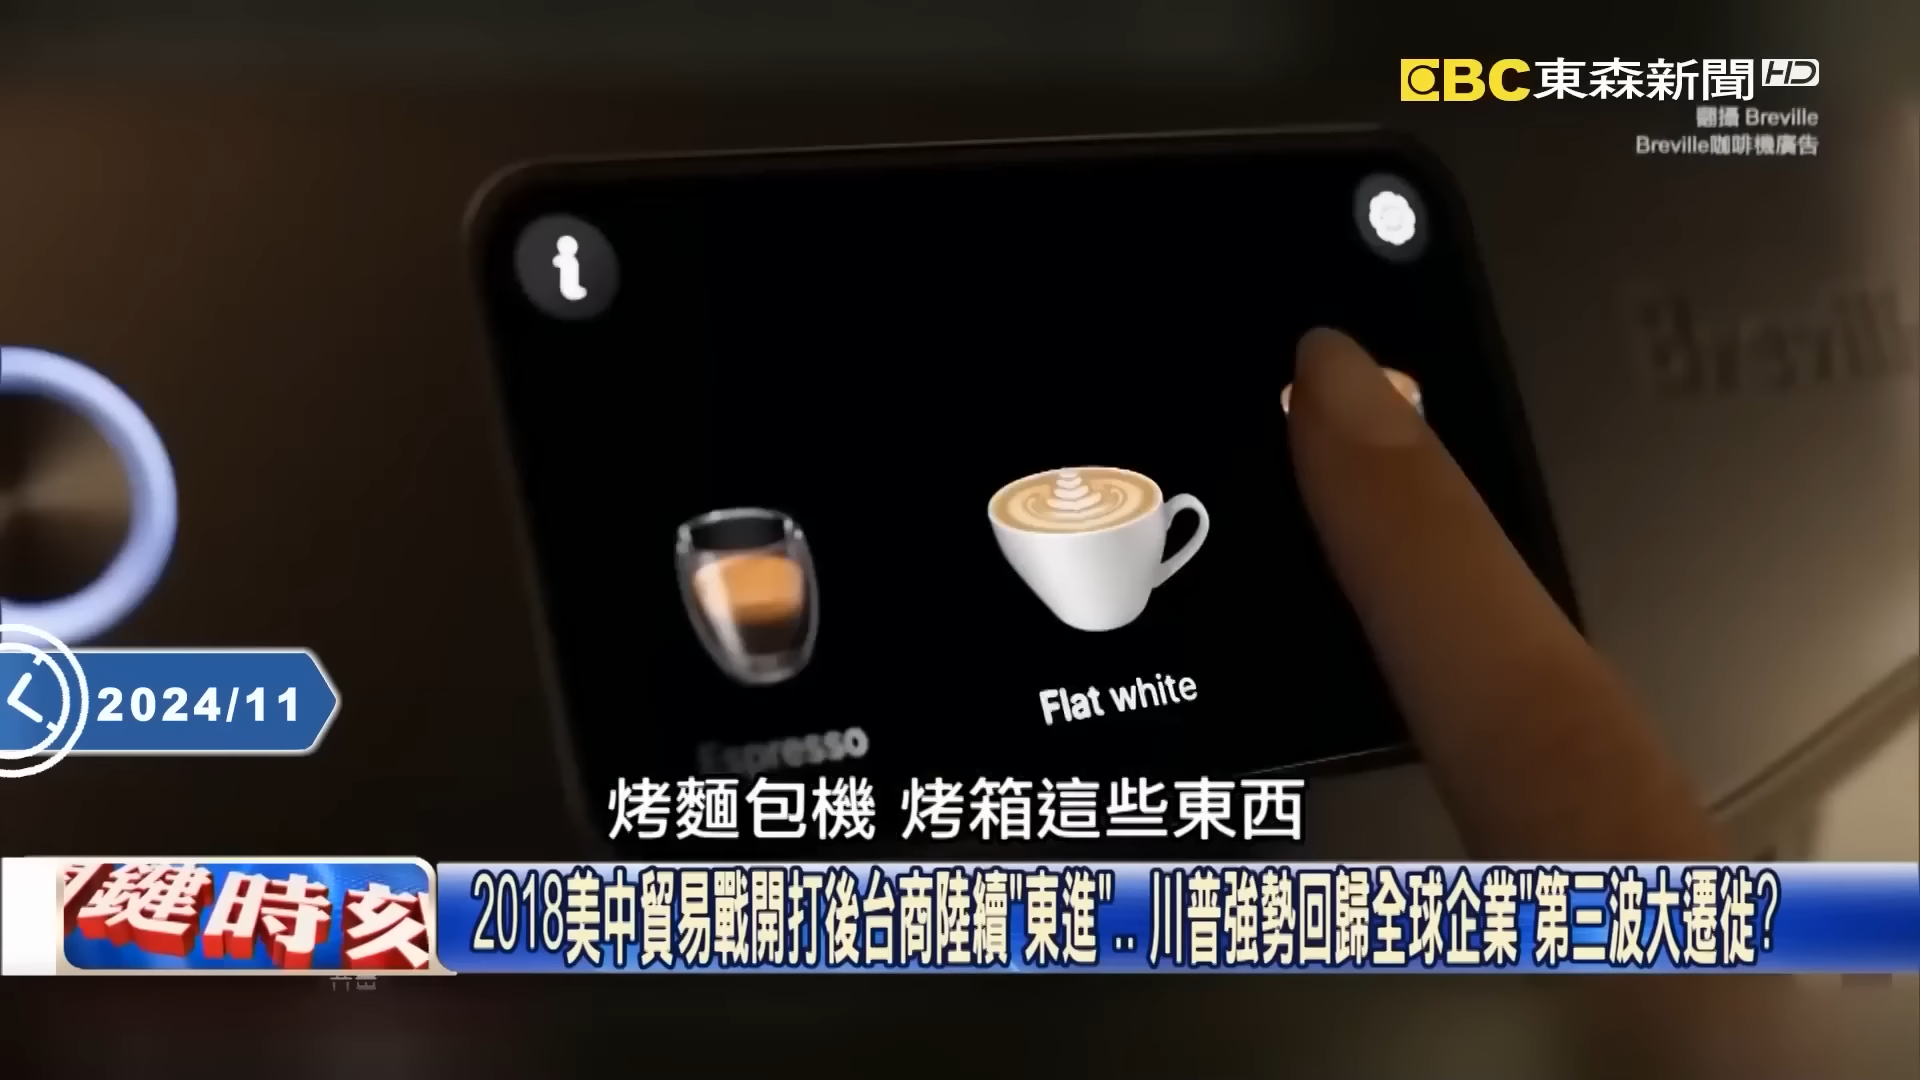 EBC東森新聞HD
翻攝 Breville
Breville咖啡機廣告
Breville
Flat white
Espresso
2024/11
烤麵包機 烤箱這些東西
關鍵時刻
2018美中貿易戰開打後台商陸續"東進".. 川普強勢回歸全球企業"第三波大遷徙?